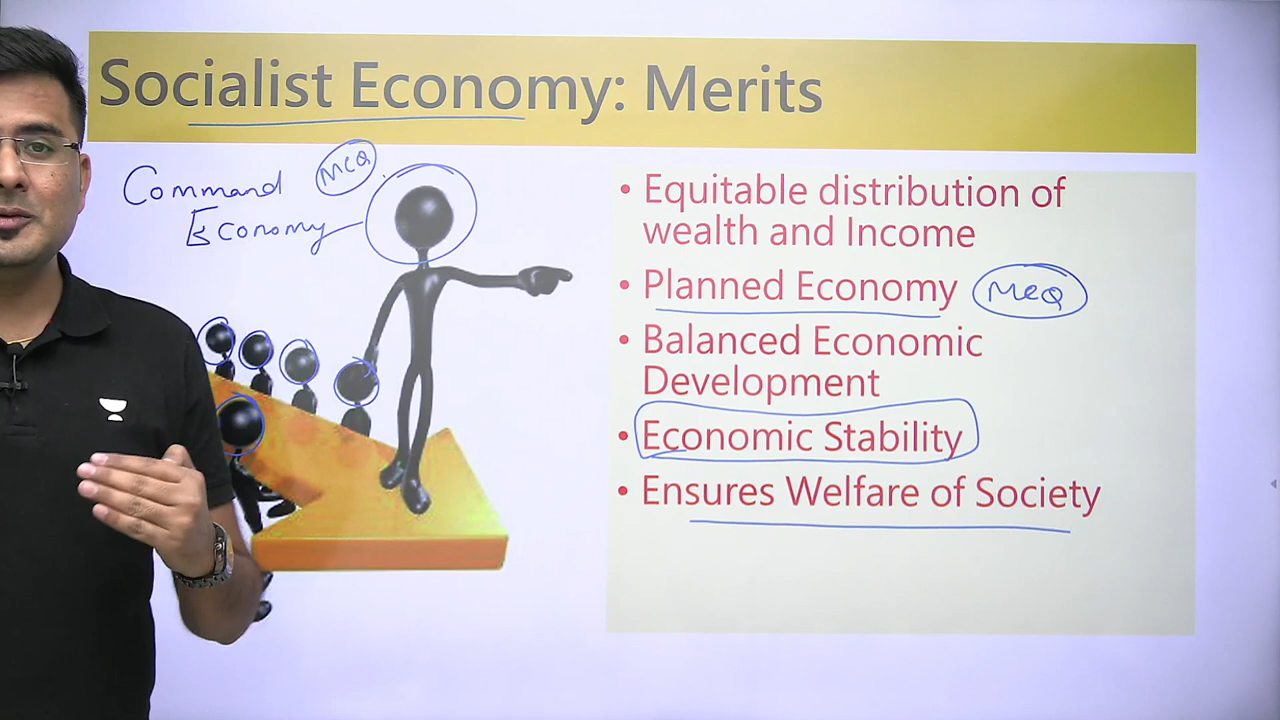 Socialist Economy: Merits
Command MCQ
Economy
• Equitable distribution of
wealth and Income
• Planned Economy MCQ
• Balanced Economic
Development
• Economic Stability
• Ensures Welfare of Society